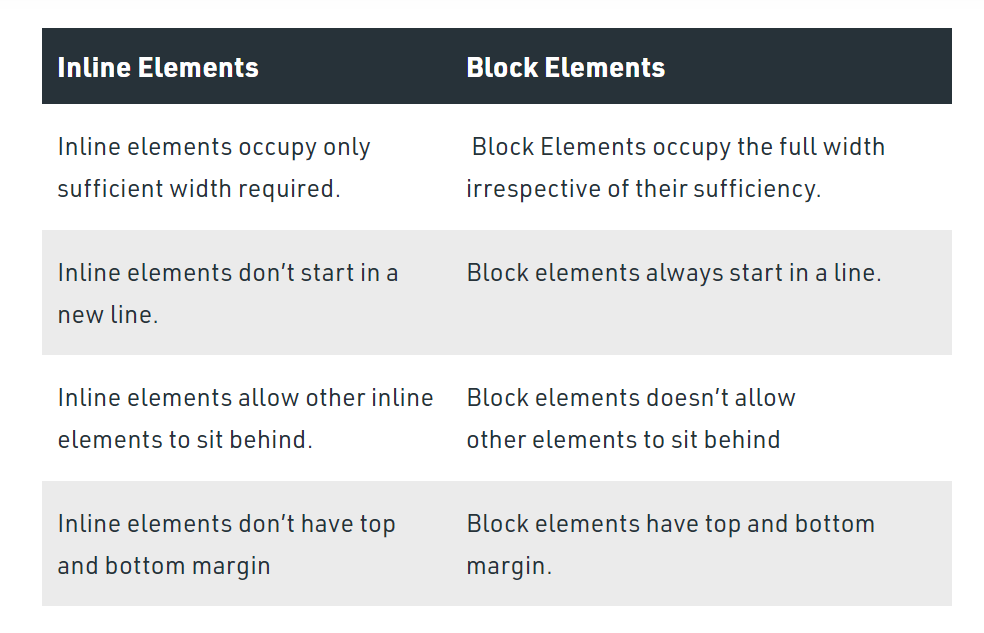 Inline Elements
Block Elements
Inline elements occupy only
sufficient width required.
Block Elements occupy the full width
irrespective of their sufficiency.
Inline elements don’t start in a
new line.
Block elements always start in a line.
Inline elements allow other inline
elements to sit behind.
Block elements doesn’t allow
other elements to sit behind
Inline elements don’t have top
and bottom margin
Block elements have top and bottom
margin.